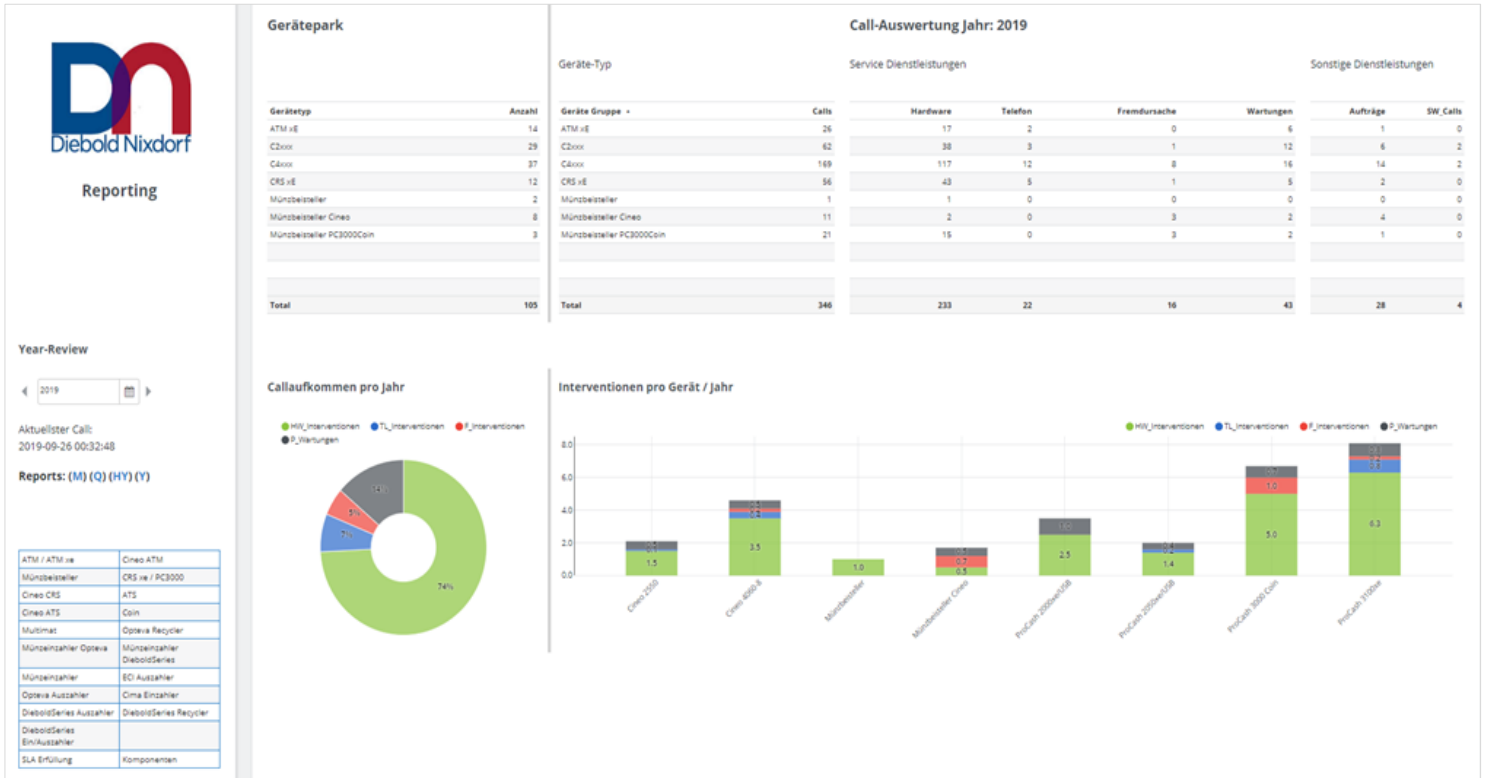 Diebold Nixdorf
Reporting
Year-Review
2019
Aktuellster Call:
2019-09-26 00:32:48
Reports: (M) (Q) (HY) (Y)
ATM / ATM xe Cineo ATM
Münzbeisteller CRS xe / PC3000
Cineo CRS ATS
Cineo ATS Coin
Multimat Opteva Recycler
Münzeinzahler Opteva Münzeinzahler
DieboldSeries
Münzeinzahler ECI Auszahler
Opteva Auszahler Cima Einzahler
DieboldSeries Auszahler DieboldSeries Recycler
DieboldSeries
Ein/Auszahler
SLA Erfüllung Komponenten
Gerätepark
Gerätetyp Anzahl
ATM xE 14
C2xxx 29
C4xxx 37
CRS xE 12
Münzbeisteller 2
Münzbeisteller Cineo 8
Münzbeisteller PC3000Coin 3
Total 105
Call-Auswertung Jahr: 2019
Geräte-Typ Service Dienstleistungen Sonstige Dienstleistungen
Geräte Gruppe Calls Hardware Telefon Fremdursache Wartungen Aufträge SW_Calls
ATM xE 26 17 2 0 6 1 0
C2xxx 62 38 3 1 12 6 2
C4xxx 169 117 12 8 16 14 2
CRS xE 56 43 5 1 5 2 0
Münzbeisteller 1 1 0 0 0 0 0
Münzbeisteller Cineo 11 2 0 3 2 4 0
Münzbeisteller PC3000Coin 21 15 0 3 2 1 0
Total 346 233 22 16 43 28 4
Callaufkommen pro Jahr
HW_Interventionen TL_Interventionen F_Interventionen
P_Wartungen
14%
5%
7%
74%
Interventionen pro Gerät / Jahr
HW_Interventionen TL_Interventionen F_Interventionen P_Wartungen
8.0
6.0
4.0
2.0
0.0
1.5
3.5
1.0
0.7
0.5
1.0
2.5
1.4
1.0
5.0
6.3
Cineo 2550
Cineo 4060-8
Münzbeisteller
Münzbeisteller Cineo
ProCash 2000xe/USB
ProCash 2050xe/USB
ProCash 3000 Coin
ProCash 3100xe